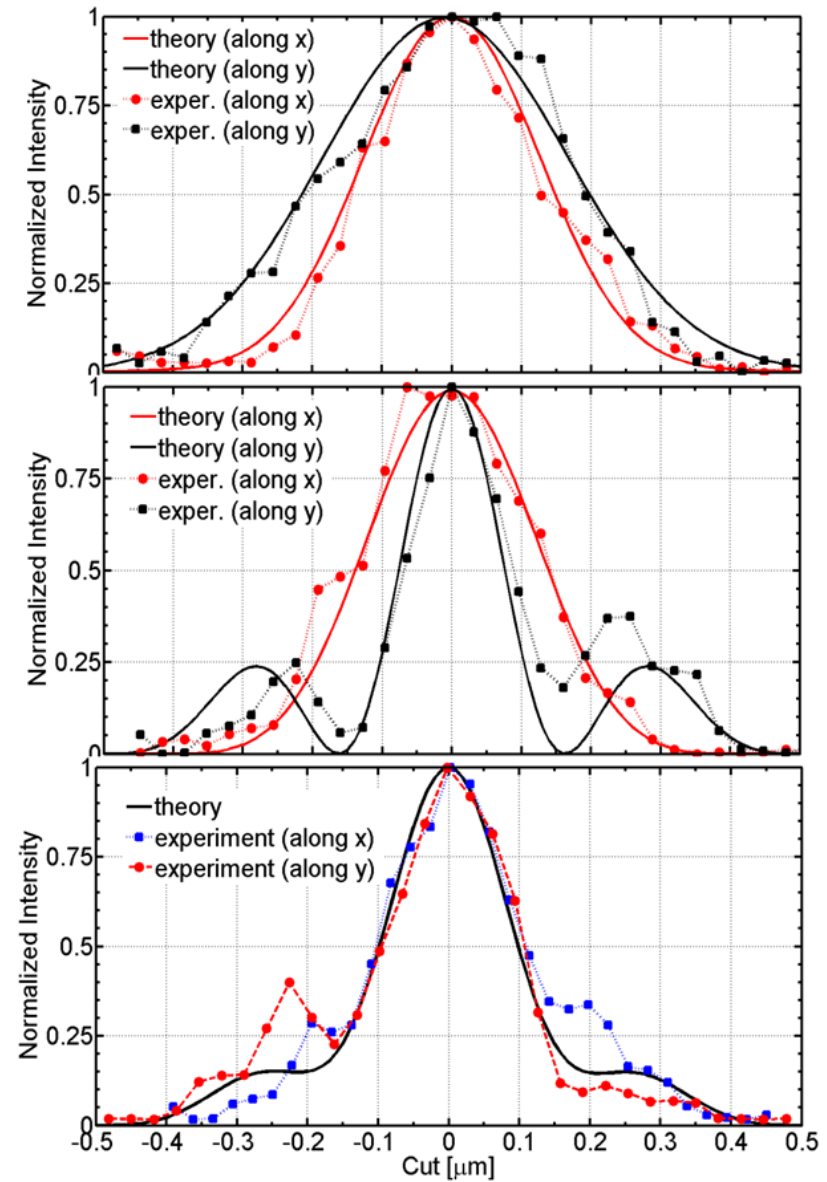 1
0.75
0.5
0.25
0
Normalized Intensity
theory (along x)
theory (along y)
exper. (along x)
exper. (along y)
1
0.75
0.5
0.25
0
Normalized Intensity
theory (along x)
theory (along y)
exper. (along x)
exper. (along y)
1
0.75
0.5
0.25
0
Normalized Intensity
theory
experiment (along x)
experiment (along y)
-0.5 -0.4 -0.3 -0.2 -0.1 0 0.1 0.2 0.3 0.4 0.5
Cut [μm]